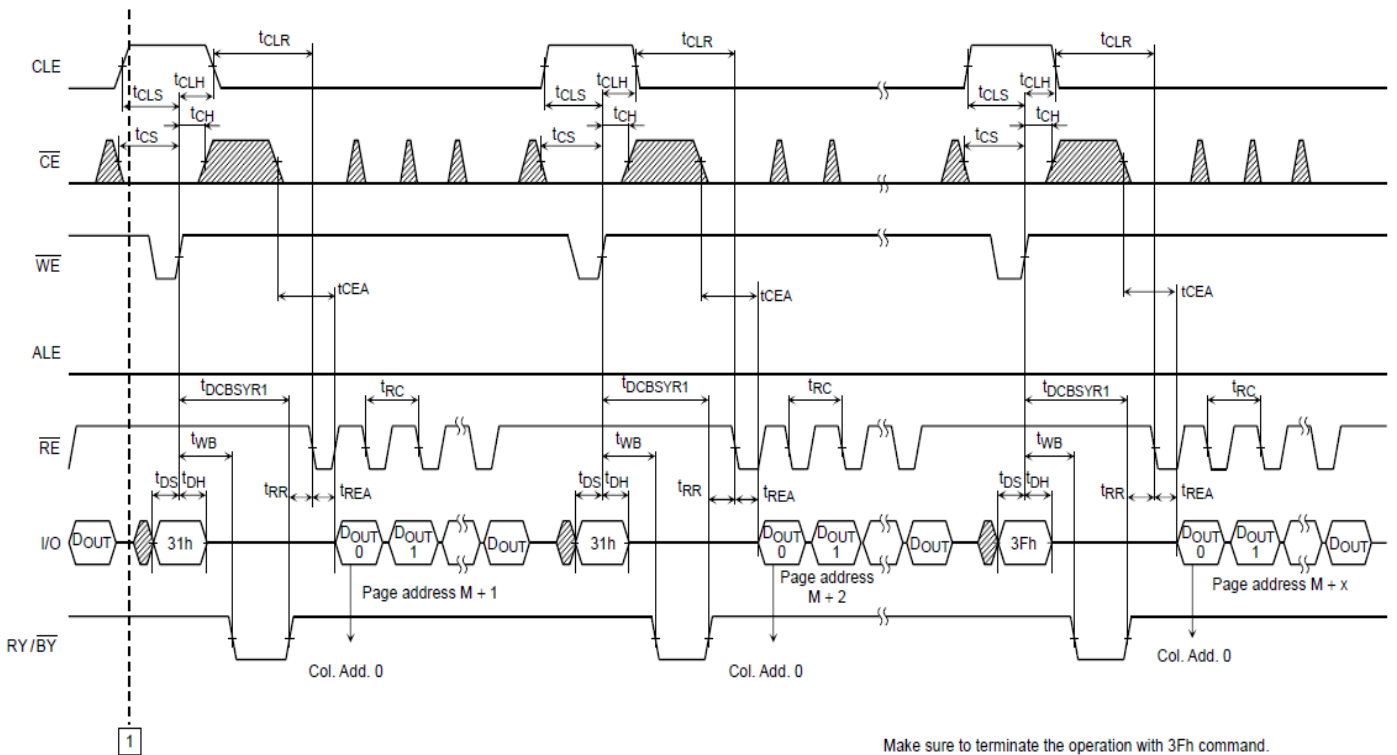 CLE tCLR tCLR tCLR
tCLH tCLH tCLH
tCLS tCLS tCLS
tCH tCH tCH
tCS tCS tCS
CE
WE
tCEA tCEA tCEA
ALE
tDCBSYR1 tDCBSYR1 tDCBSYR1
tRC tRC tRC
RE tWB tWB tWB
tDS tDH tRR tREA tDS tDH tRR tREA tDS tDH tRR tREA
I/O DOUT 31h DOUT 0 DOUT 1 DOUT 31h DOUT 0 DOUT 1 DOUT 3Fh DOUT 0 DOUT 1 DOUT
Page address M + 1 Page address M + 2 Page address M + x
RY/BY
Col. Add. 0 Col. Add. 0 Col. Add. 0
1
Make sure to terminate the operation with 3Fh command.